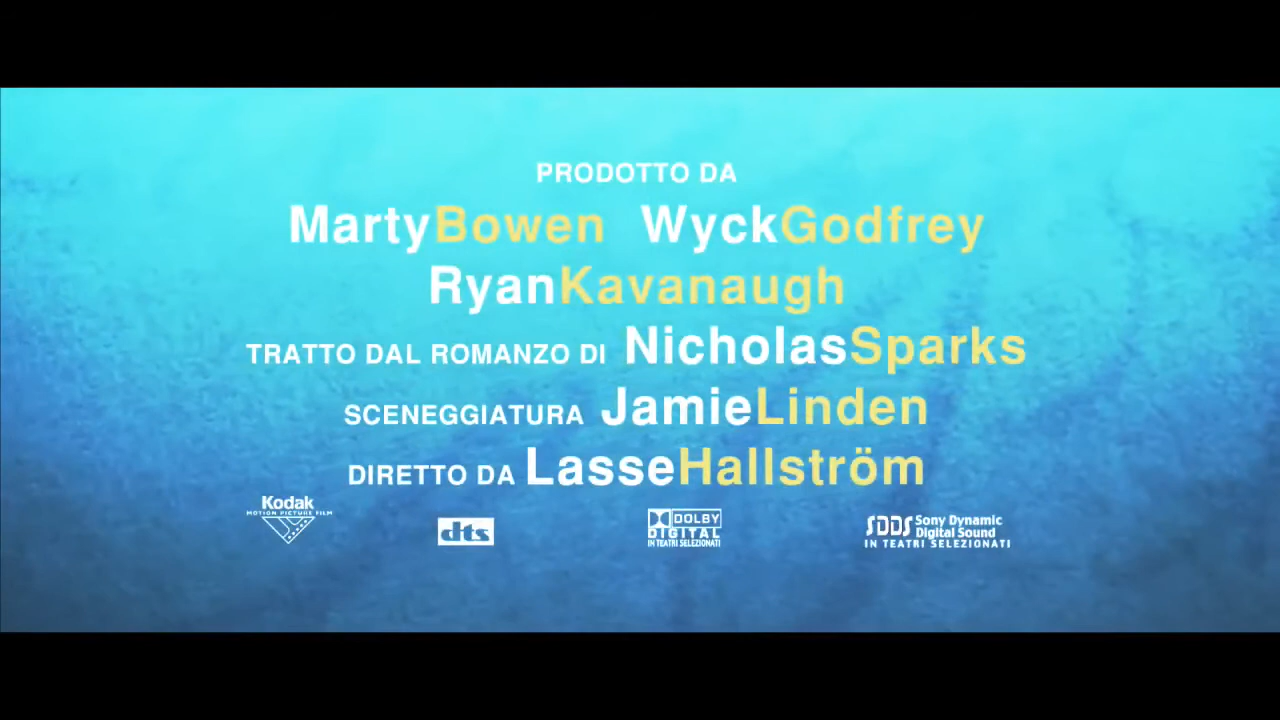 PRODOTTO DA
MartyBowen WyckGodfrey
RyanKavanaugh
TRATTO DAL ROMANZO DI NicholasSparks
SCENEGGIATURA JamieLinden
DIRETTO DA LasseHallström
Kodak
MOTION PICTURE FILM
dts
DOLBY
DIGITAL
IN TEATRI SELEZIONATI
SDDS Sony Dynamic
Digital Sound
IN TEATRI SELEZIONATI